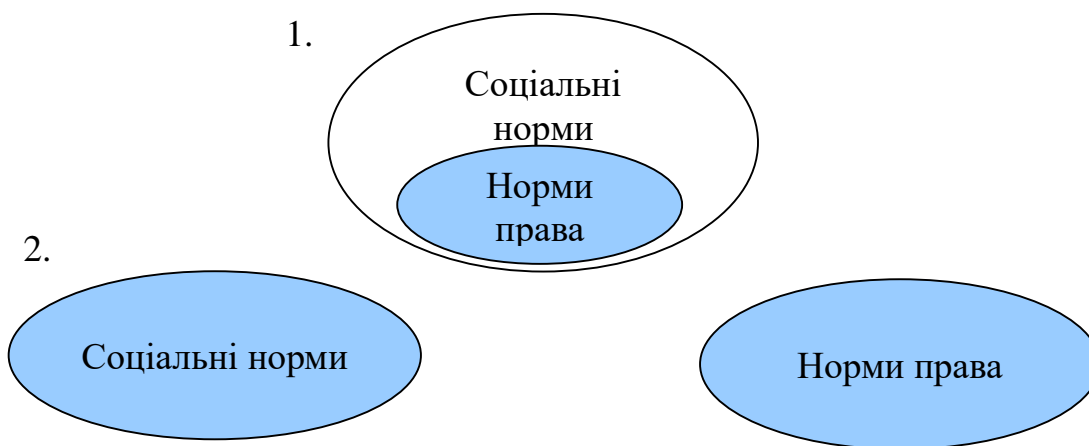 1.
Соціальні
норми
Норми
права
2.
Соціальні норми
Норми права